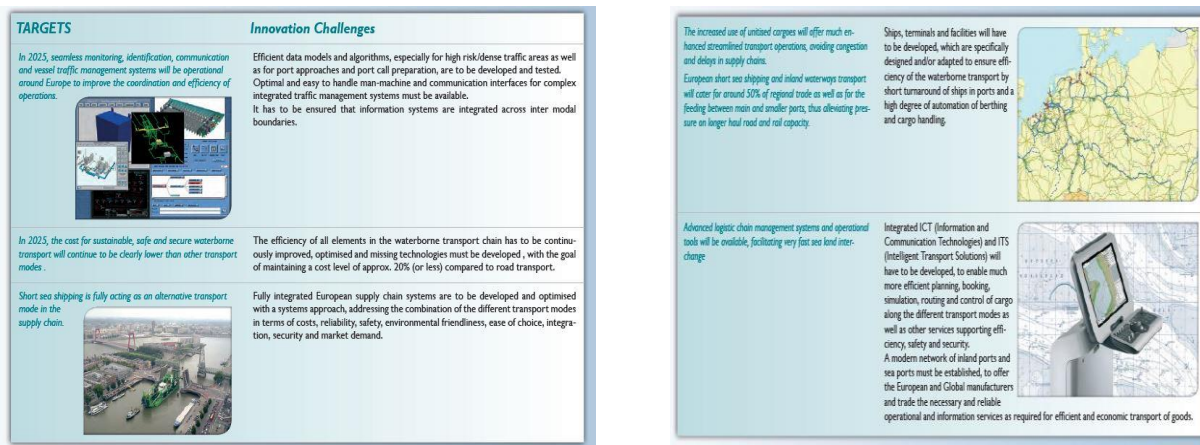 TARGETS
Innovation Challenges
In 2025, seamless monitoring, identification, communication
and vessel traffic management systems will be operational
around Europe to improve the coordination and efficiency of
operations.
Efficient data models and algorithms, especially for high risk/dense traffic areas as well
as for port approaches and port call preparation, are to be developed and tested.
Optimal and easy to handle man-machine and communication interfaces for complex
integrated traffic management systems must be available.
It has to be ensured that information systems are integrated across inter modal
boundaries.
In 2025, the cost for sustainable, safe and secure waterborne
transport will continue to be clearly lower than other transport
modes .
The efficiency of all elements in the waterborne transport chain has to be continu-
ously improved, optimised and missing technologies must be developed , with the goal
of maintaining a cost level of approx. 20% (or less) compared to road transport.
Short sea shipping is fully acting as an alternative transport
mode in the
supply chain.
Fully integrated European supply chain systems are to be developed and optimised
with a systems approach, addressing the combination of the different transport modes
in terms of costs, reliability, safety, environmental friendliness, ease of choice, integra-
tion, security and market demand.
The increased use of unitised cargoes will offer much en-
hanced streamlined transport operations, avoiding congestion
and delays in supply chains.
European short sea shipping and inland waterways transport
will cater for around 50% of regional trade as well as for the
feeding between main and smaller ports, thus alleviating pres-
sure on longer haul road and rail capacity.
Ships, terminals and facilities will have
to be developed, which are specifically
designed and/or adapted to ensure effi-
ciency of the waterborne transport by
short turnaround of ships in ports and a
high degree of automation of berthing
and cargo handling.
Advanced logistic chain management systems and operational
tools will be available, facilitating very fast sea land inter-
change
Integrated ICT (Information and
Communication Technologies) and ITS
(Intelligent Transport Solutions) will
have to be developed, to enable much
more efficient planning, booking,
simulation, routing and control of cargo
along the different transport modes as
well as other services supporting effi-
ciency, safety and security.
A modern network of inland ports and
sea ports must be established, to offer
the European and Global manufacturers
and trade the necessary and reliable
operational and information services as required for efficient and economic transport of goods.